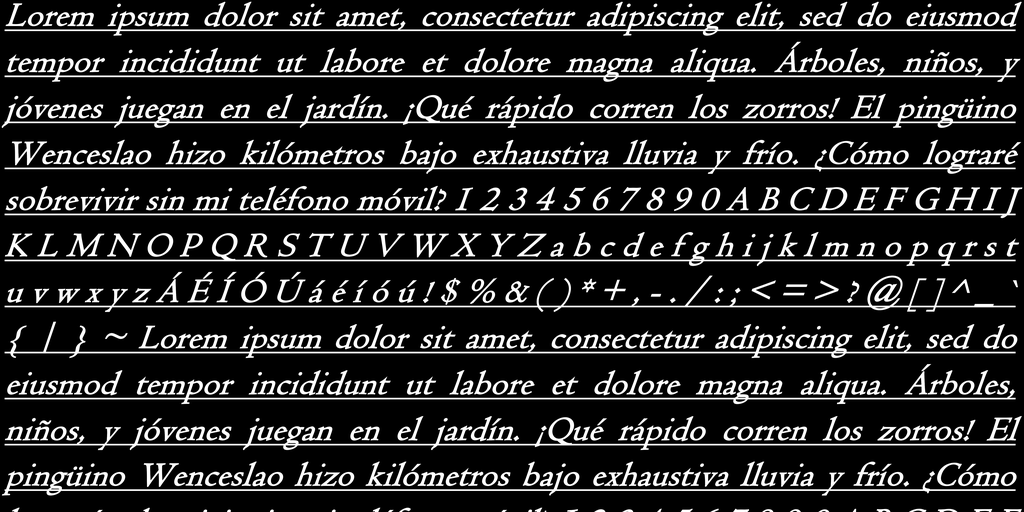 Lorem ipsum dolor sit amet, consectetur adipiscing elit, sed do eiusmod
tempor incididunt ut labore et dolore magna aliqua. Árboles, niños, y
jóvenes juegan en el jardín. ¡Qué rápido corren los zorros! El pingüino
Wenceslao hizo kilómetros bajo exhaustiva lluvia y frío. ¿Cómo lograré
sobrevivir sin mi teléfono móvil? 1 2 3 4 5 6 7 8 9 0 A B C D E F G H I J
K L M N O P Q R S T U V W X Y Z a b c d e f g h i j k l m n o p q r s t
u v w x y z Á É Í Ó Ú á é í ó ú ! $ % & ( ) * + , - . / : ; < = > ? @ [ ] ^ _ `
{ | } ~ Lorem ipsum dolor sit amet, consectetur adipiscing elit, sed do
eiusmod tempor incididunt ut labore et dolore magna aliqua. Árboles,
niños, y jóvenes juegan en el jardín. ¡Qué rápido corren los zorros! El
pingüino Wenceslao hizo kilómetros bajo exhaustiva lluvia y frío. ¿Cómo